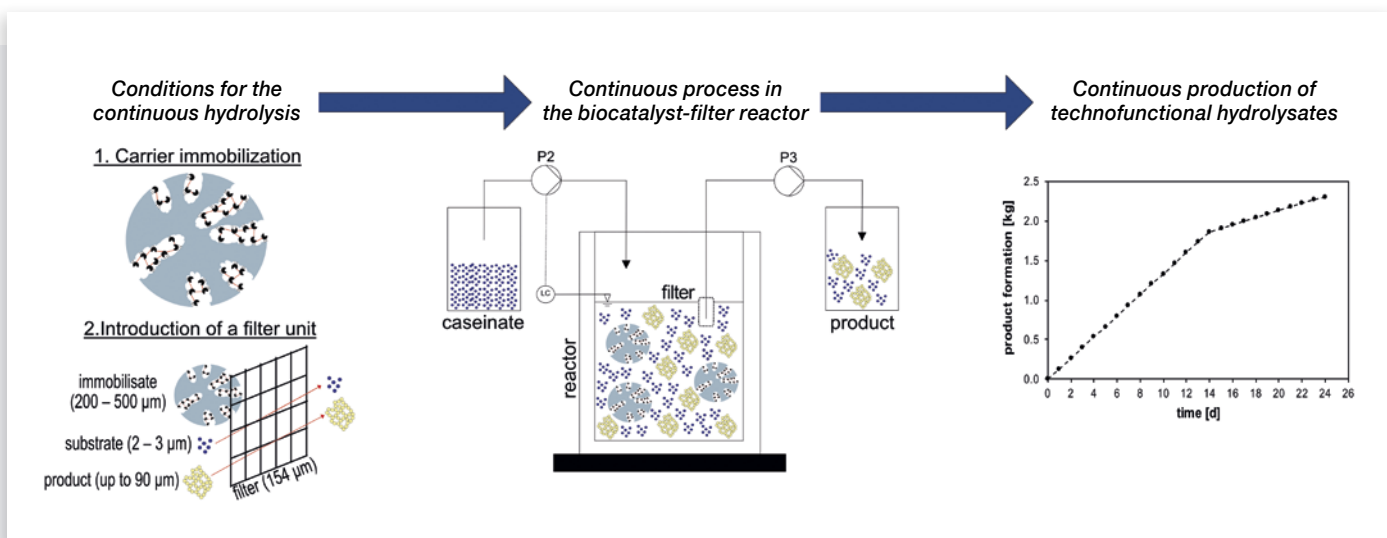 Conditions for the
continuous hydrolysis
Continuous process in
the biocatalyst-filter reactor
Continuous production of
technofunctional hydrolysates
1. Carrier immobilization
2.Introduction of a filter unit
immobilisate
(200 – 500 µm)
substrate (2 – 3 µm)
product (up to 90 µm)
filter (154 µm)
P2
P3
LC
caseinate
reactor
filter
product
product formation [kg]
2.5
2.0
1.5
1.0
0.5
0.0
0 2 4 6 8 10 12 14 16 18 20 22 24 26
time [d]